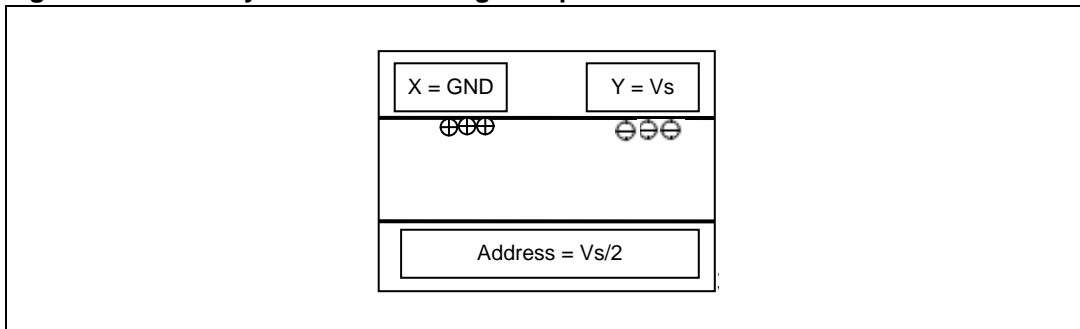 X = GND
Y = Vs
Address = Vs/2